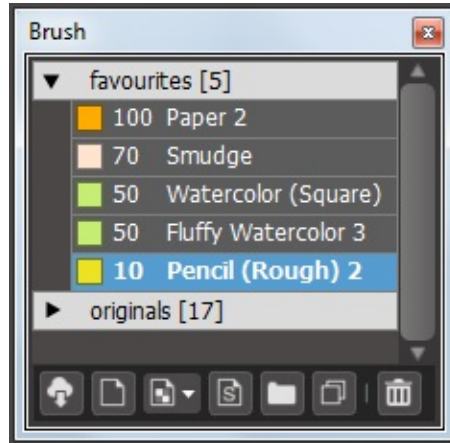 Brush
favourites [5]
100 Paper 2
70 Smudge
50 Watercolor (Square)
50 Fluffy Watercolor 3
10 Pencil (Rough) 2
originals [17]
S